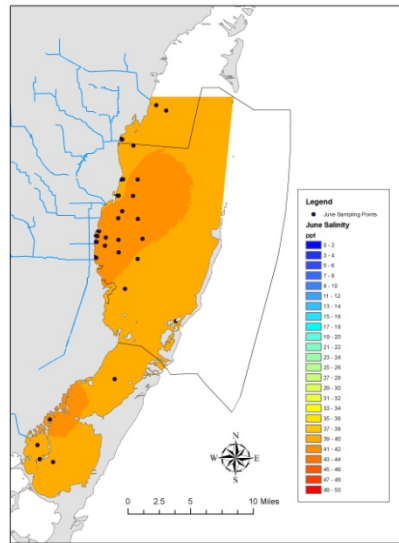 Legend
June Sampling Points
June Salinity
ppt
0 - 2
3 - 4
5 - 6
7 - 8
9 - 10
11 - 12
13 - 14
15 - 16
17 - 18
19 - 20
21 - 22
23 - 24
25 - 26
27 - 28
29 - 30
31 - 32
33 - 34
35 - 36
37 - 38
39 - 40
41 - 42
43 - 44
45 - 46
47 - 48
49 - 50
N
W E
S
0 2.5 5 10 Miles